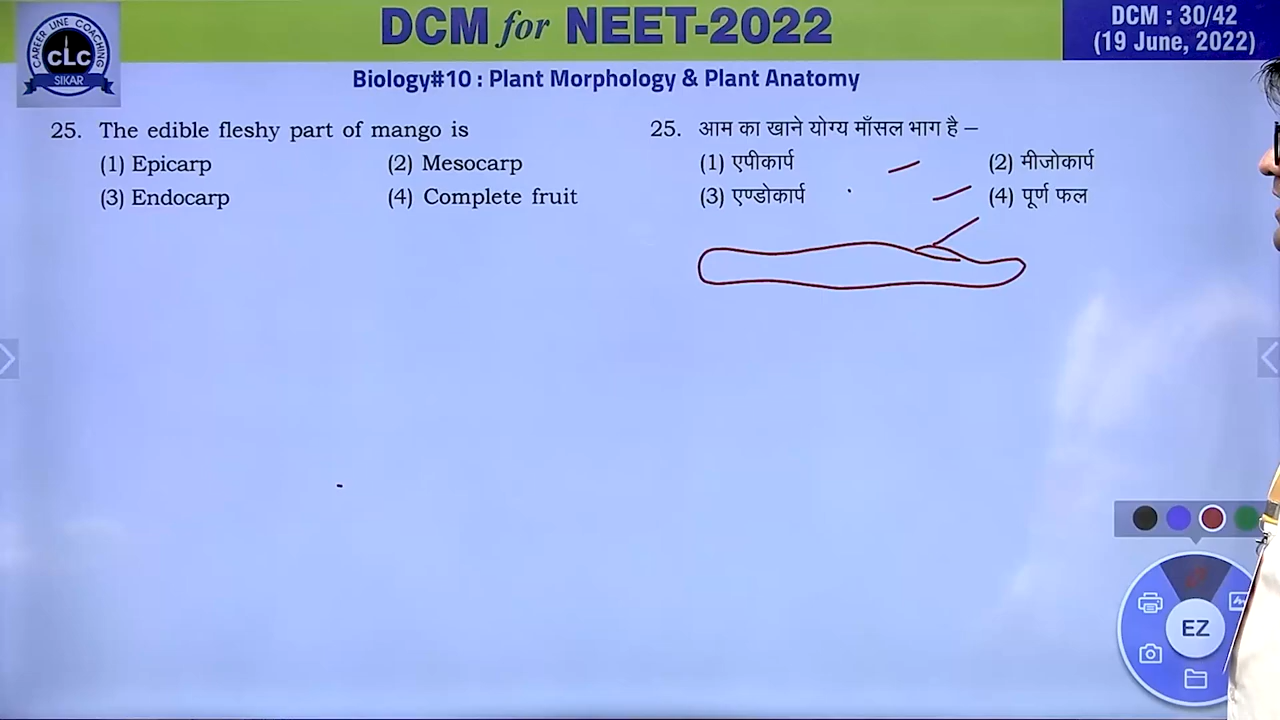 DCM for NEET-2022
DCM : 30/42
(19 June, 2022)
CAREER LINE COACHING
CLC
SIKAR
Biology#10 : Plant Morphology & Plant Anatomy
25. The edible fleshy part of mango is
(1) Epicarp (2) Mesocarp
(3) Endocarp (4) Complete fruit
25. आम का खाने योग्य माँसल भाग है –
(1) एपीकार्प (2) मीजोकार्प
(3) एण्डोकार्प (4) पूर्ण फल
EZ